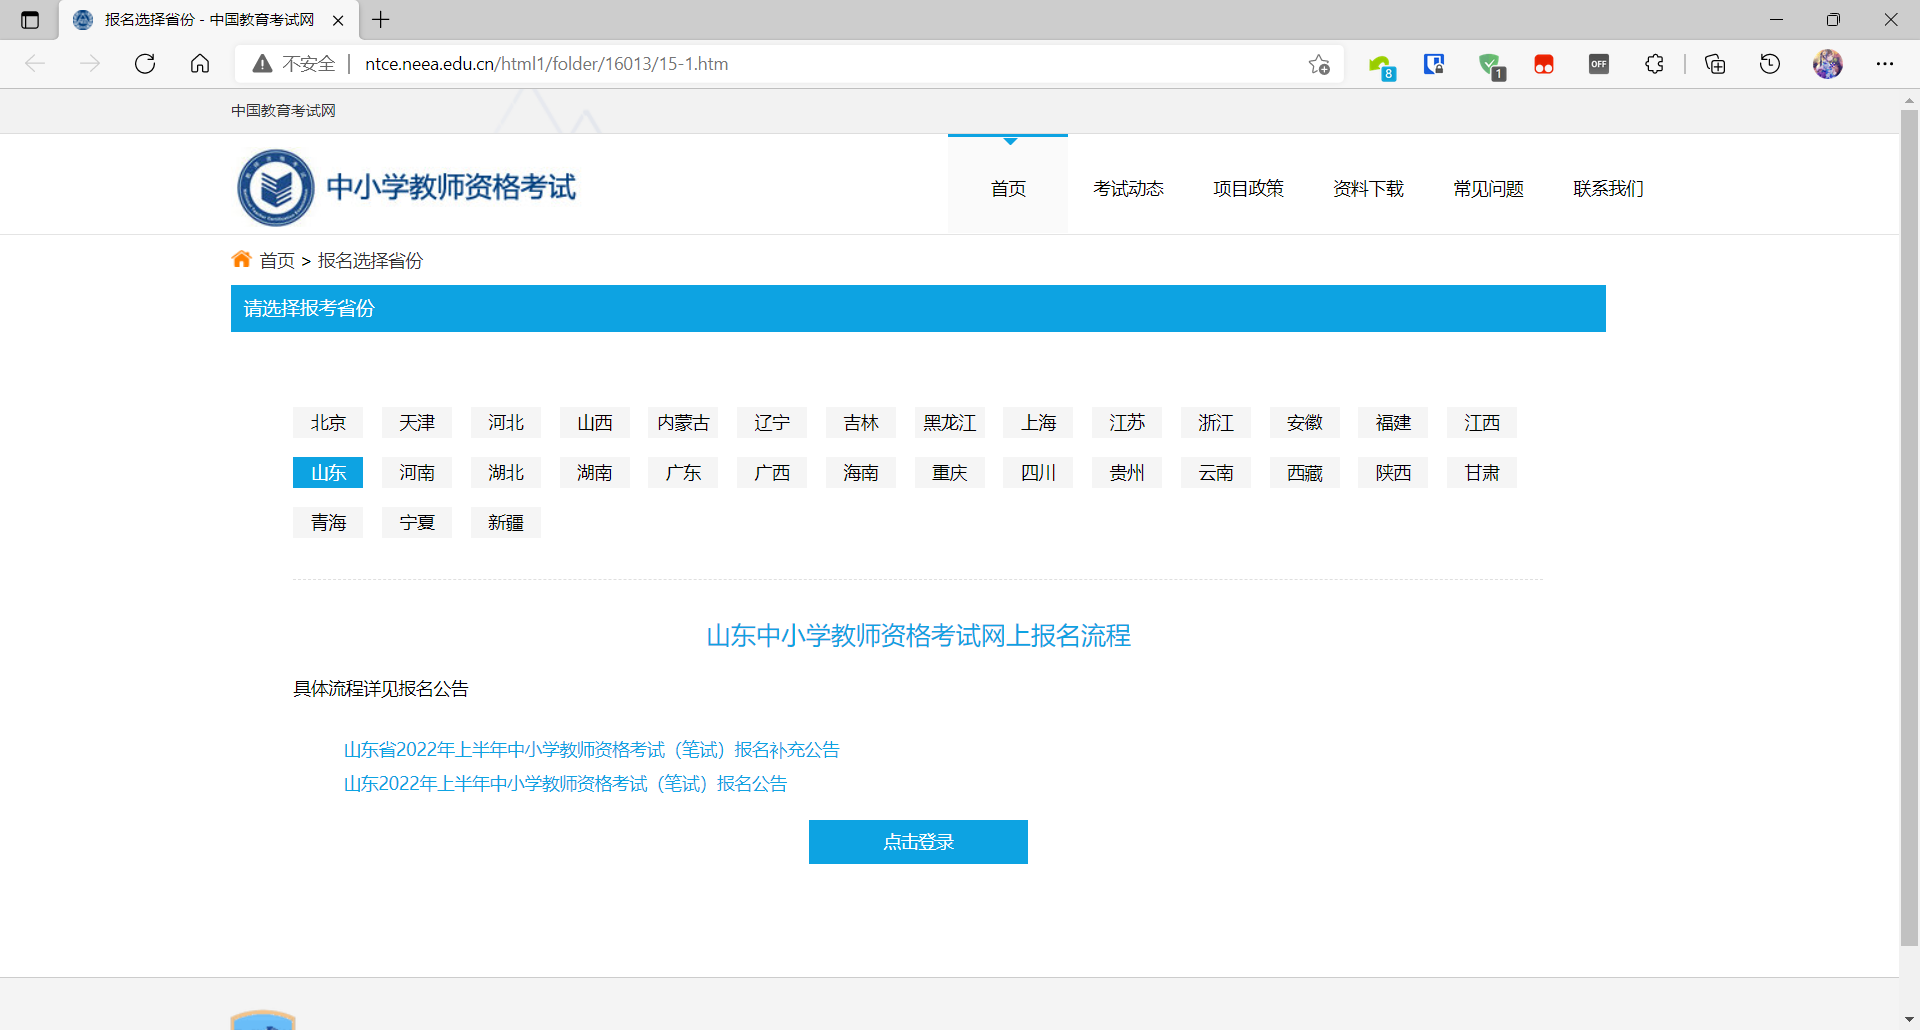 报名选择省份 - 中国教育考试网
不安全 | ntce.neea.edu.cn/html1/folder/16013/15-1.htm
8
1
OFF
中国教育考试网
中小学教师资格考试
首页 考试动态 项目政策 资料下载 常见问题 联系我们
首页 > 报名选择省份
请选择报考省份
北京 天津 河北 山西 内蒙古 辽宁 吉林 黑龙江 上海 江苏 浙江 安徽 福建 江西
山东 河南 湖北 湖南 广东 广西 海南 重庆 四川 贵州 云南 西藏 陕西 甘肃
青海 宁夏 新疆
山东中小学教师资格考试网上报名流程
具体流程详见报名公告
山东省2022年上半年中小学教师资格考试（笔试）报名补充公告
山东2022年上半年中小学教师资格考试（笔试）报名公告
点击登录